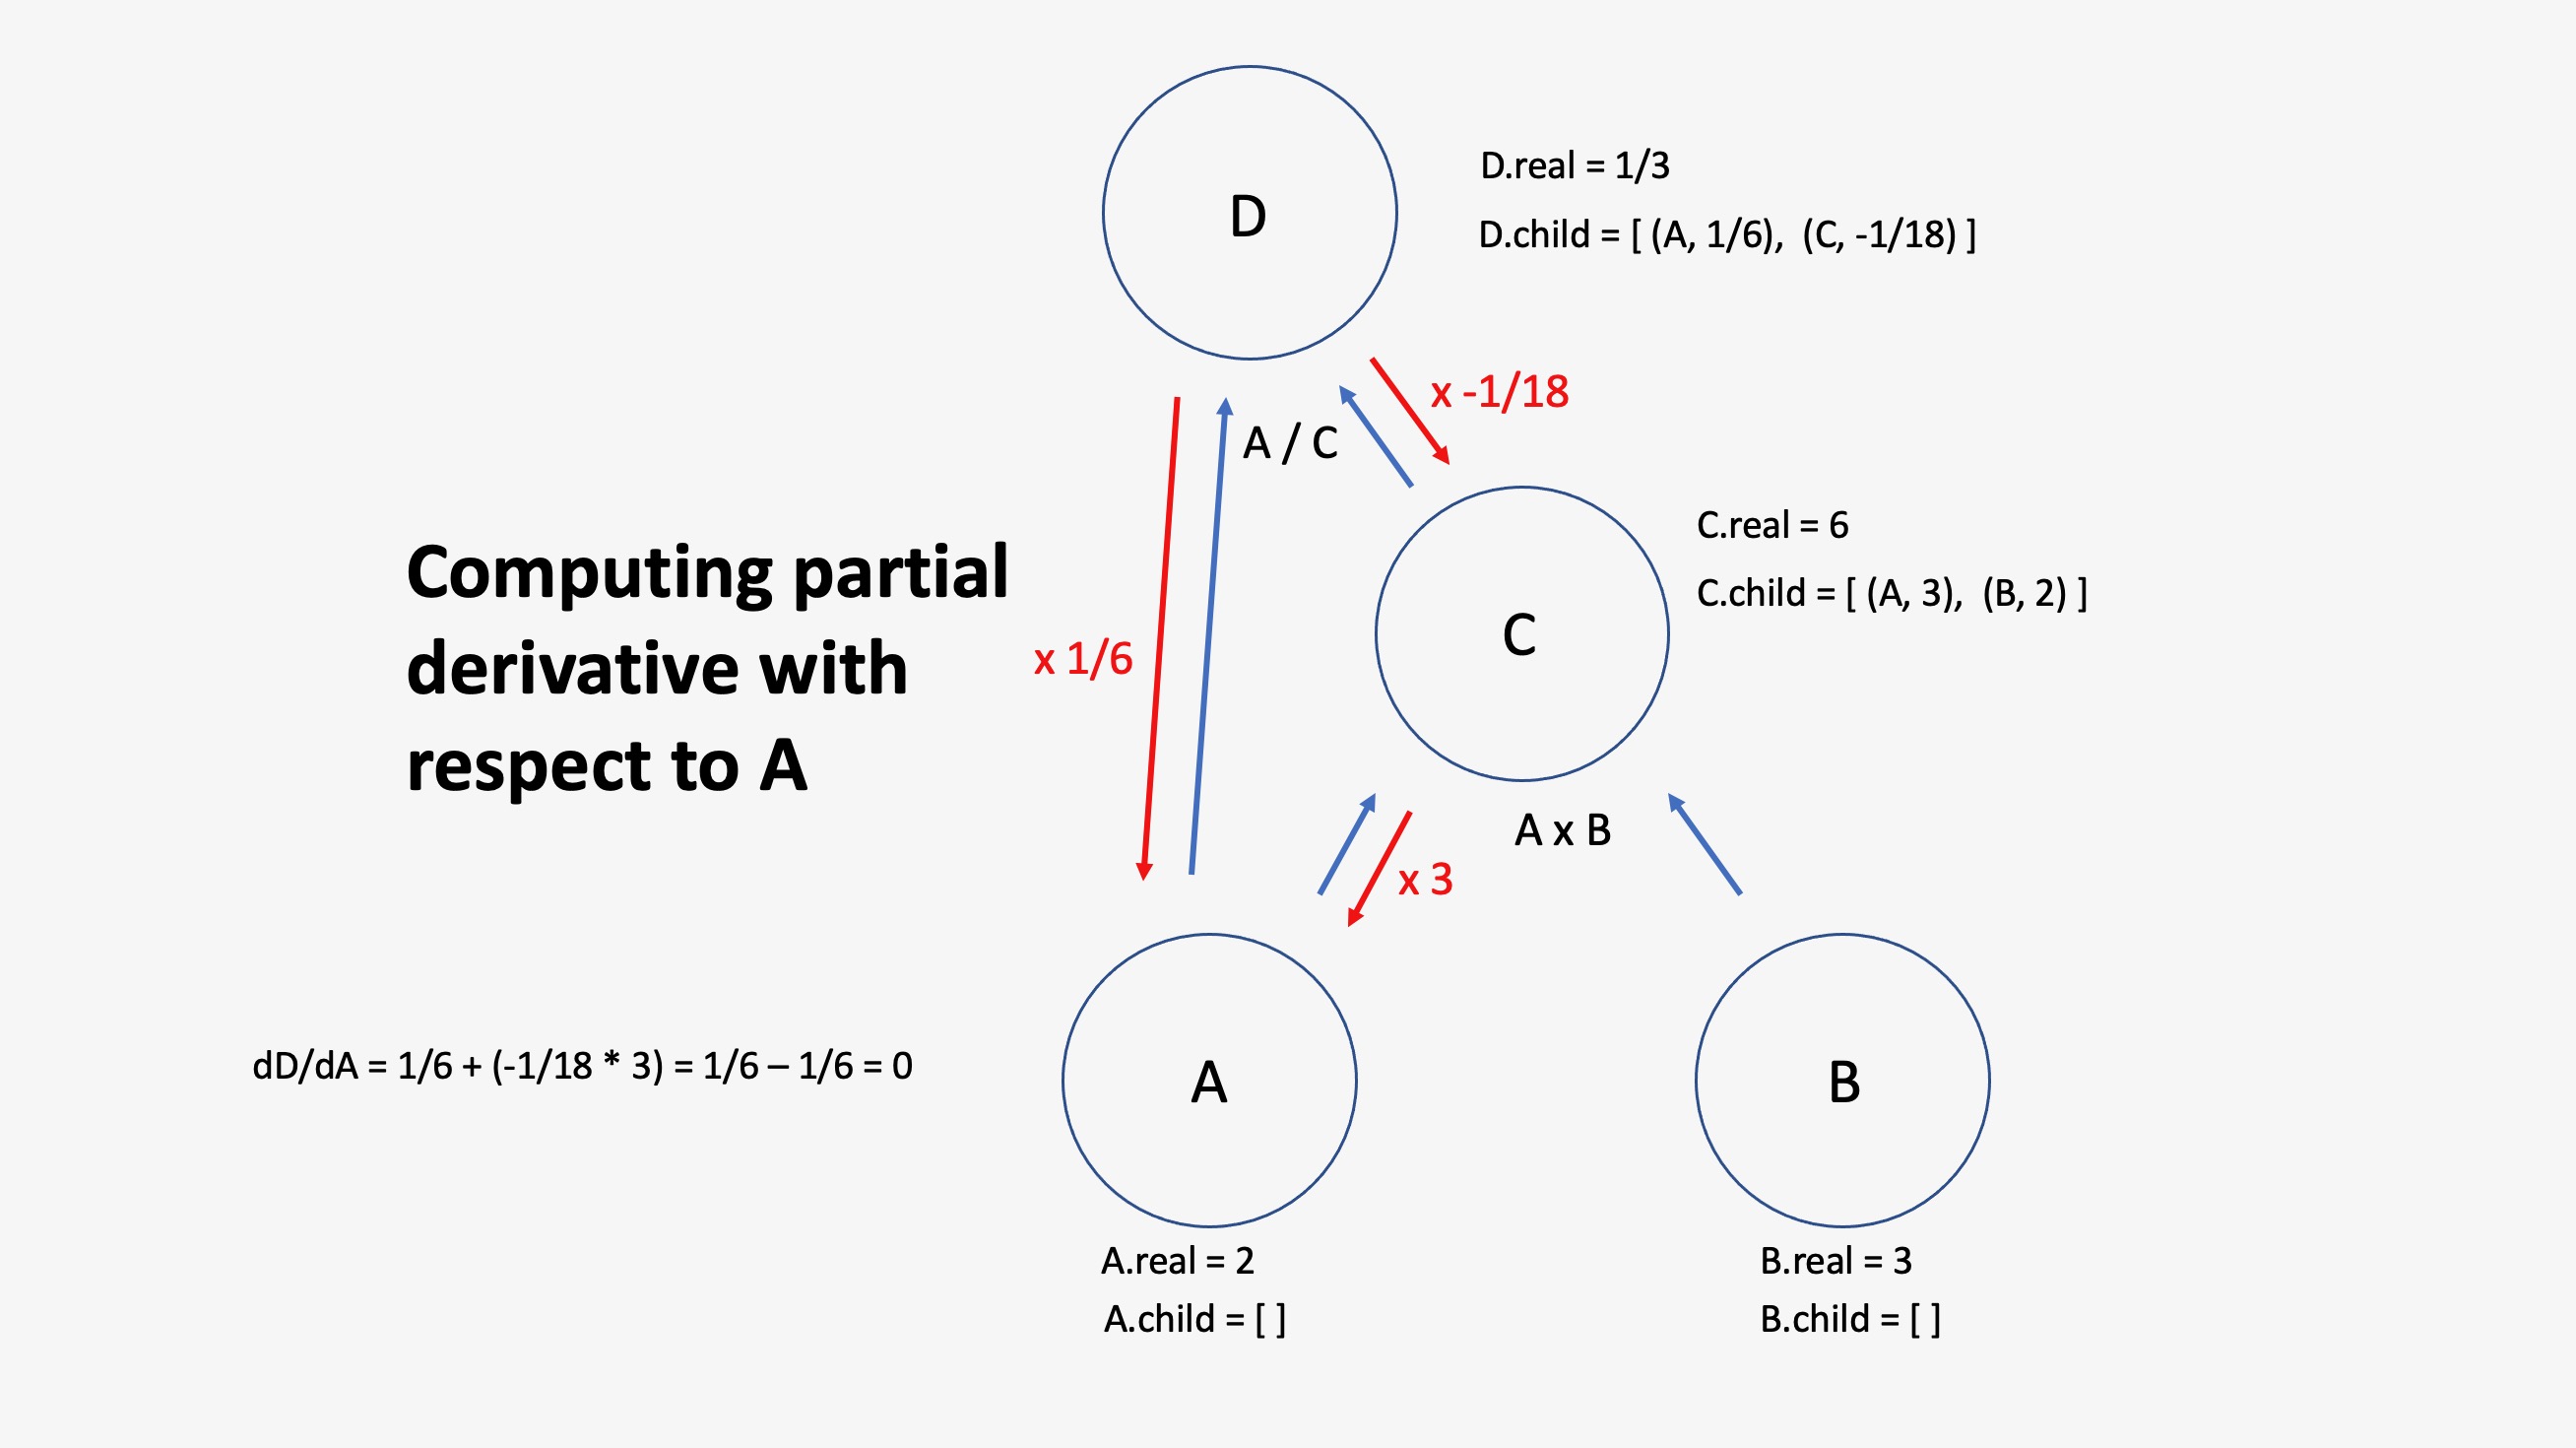 D
D.real = 1/3
D.child = [ (A, 1/6), (C, -1/18) ]
x -1/18
A / C
C.real = 6
C.child = [ (A, 3), (B, 2) ]
C
Computing partial
derivative with
respect to A
x 1/6
A x B
x 3
dD/dA = 1/6 + (-1/18 * 3) = 1/6 – 1/6 = 0
A
B
A.real = 2
A.child = [ ]
B.real = 3
B.child = [ ]